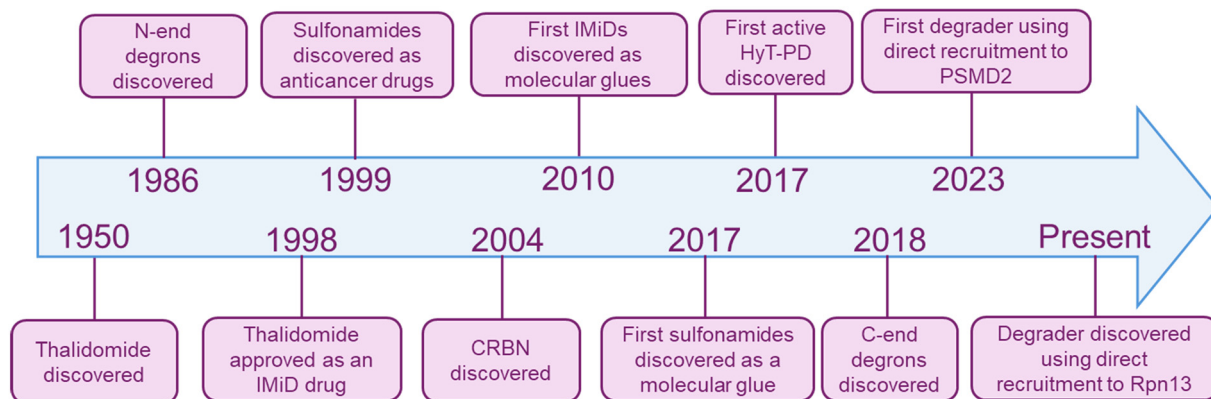 N-end
degrons
discovered
Sulfonamides
discovered as
anticancer drugs
First IMiDs
discovered as
molecular glues
First active
HyT-PD
discovered
First degrader using
direct recruitment to
PSMD2
1986
1999
2010
2017
2023
1950
1998
2004
2017
2018
Present
Thalidomide
discovered
Thalidomide
approved as an
IMiD drug
CRBN
discovered
First sulfonamides
discovered as a
molecular glue
C-end
degrons
discovered
Degrader discovered
using direct
recruitment to Rpn13